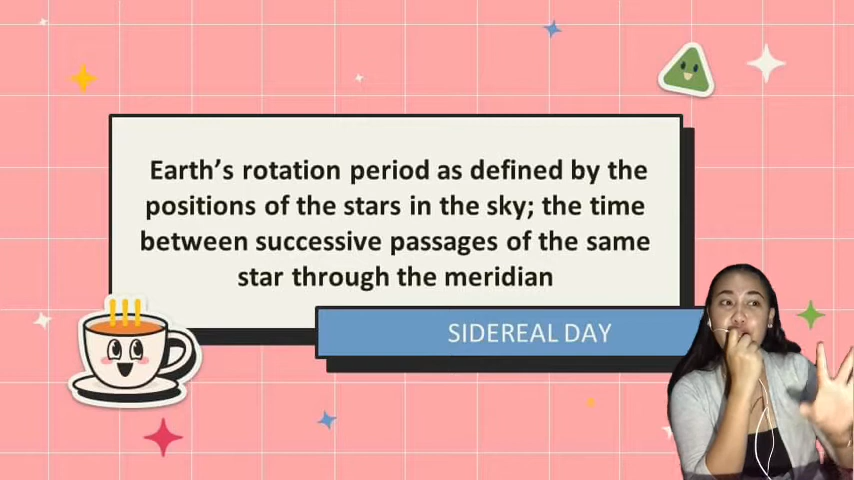 Earth’s rotation period as defined by the
positions of the stars in the sky; the time
between successive passages of the same
star through the meridian
SIDEREAL DAY